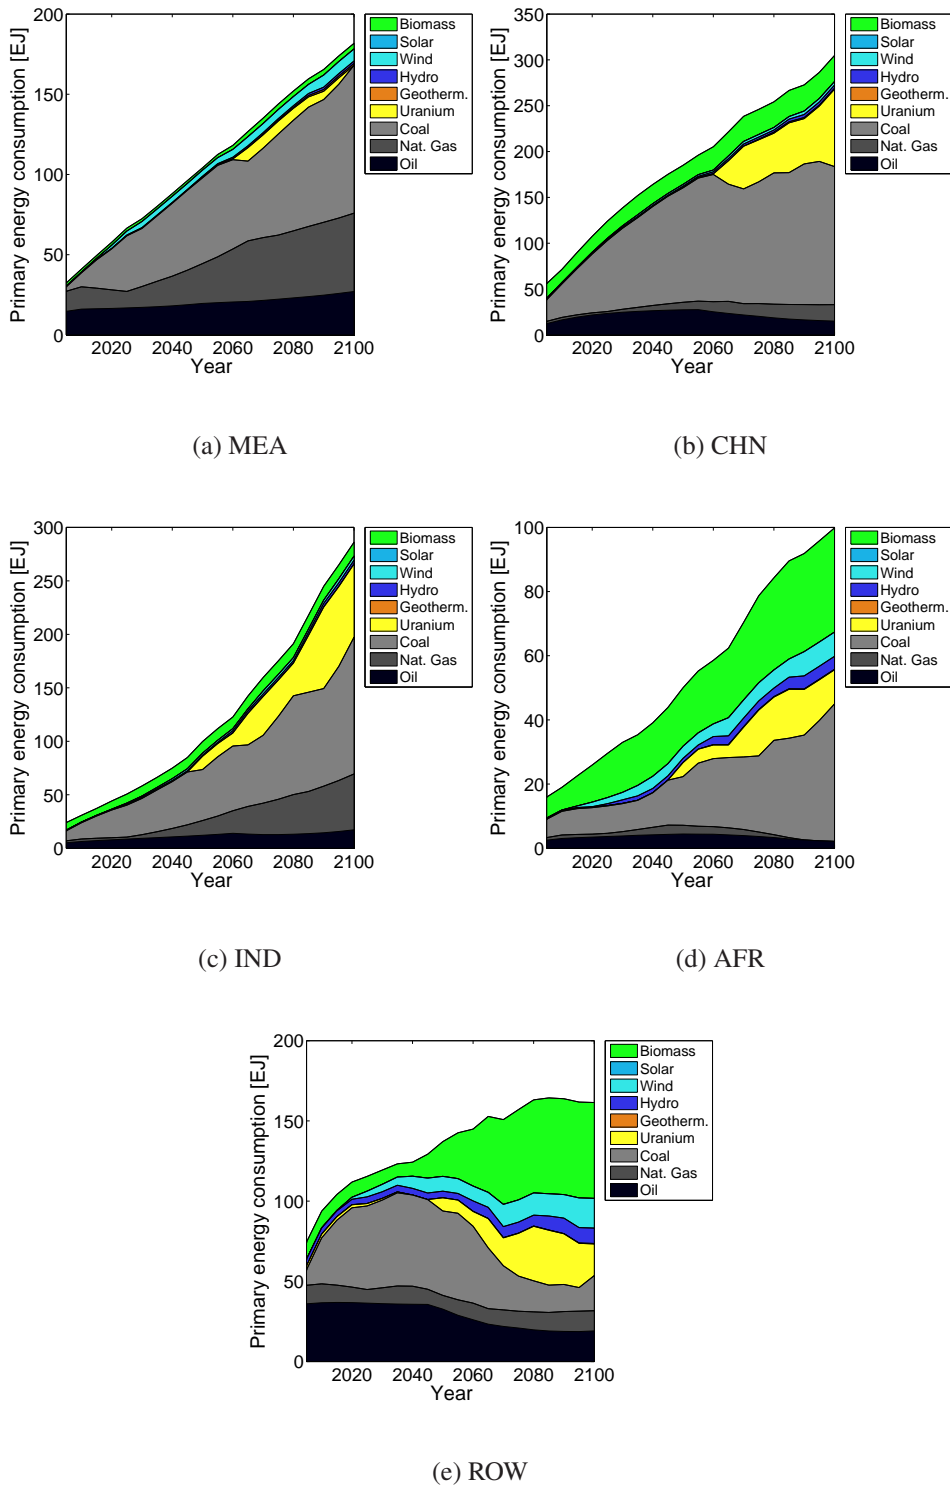 200
150
100
50
0
Primary energy consumption [EJ]
2020 2040 2060 2080 2100
Year
Biomass
Solar
Wind
Hydro
Geotherm.
Uranium
Coal
Nat. Gas
Oil
(a) MEA
350
300
250
200
150
100
50
0
Primary energy consumption [EJ]
2020 2040 2060 2080 2100
Year
Biomass
Solar
Wind
Hydro
Geotherm.
Uranium
Coal
Nat. Gas
Oil
(b) CHN
300
250
200
150
100
50
0
Primary energy consumption [EJ]
2020 2040 2060 2080 2100
Year
Biomass
Solar
Wind
Hydro
Geotherm.
Uranium
Coal
Nat. Gas
Oil
(c) IND
100
80
60
40
20
0
Primary energy consumption [EJ]
2020 2040 2060 2080 2100
Year
Biomass
Solar
Wind
Hydro
Geotherm.
Uranium
Coal
Nat. Gas
Oil
(d) AFR
200
150
100
50
0
Primary energy consumption [EJ]
2020 2040 2060 2080 2100
Year
Biomass
Solar
Wind
Hydro
Geotherm.
Uranium
Coal
Nat. Gas
Oil
(e) ROW